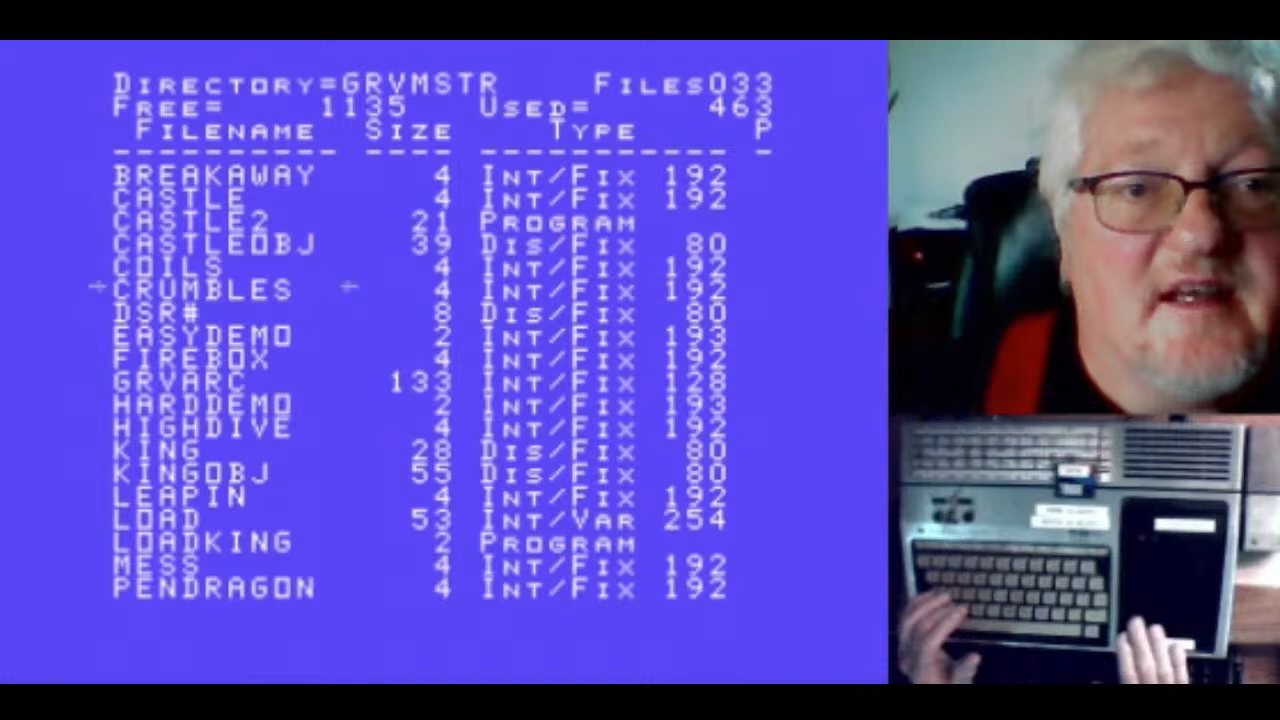 Directory=GRVMSTR Files033
Free= 1135 Used= 463
Filename Size Type P
---------- ---- ----------- -
BREAKAWAY 4 Int/Fix 192
CASTLE 4 Int/Fix 192
CASTLE2 21 Program
CASTLEOBJ 39 Dis/Fix 80
COILS 4 Int/Fix 192
→CRUMBLES ← 4 Int/Fix 192
DSR# 8 Dis/Fix 80
EASYDEMO 2 Int/Fix 193
FIREBOX 4 Int/Fix 192
GRVARC 133 Int/Fix 128
HARDDEMO 2 Int/Fix 193
HIGHDIVE 4 Int/Fix 192
KING 28 Dis/Fix 80
KINGOBJ 55 Dis/Fix 80
LEAPIN 4 Int/Fix 192
LOAD 53 Int/Var 254
LOADKING 2 Program
MESS 4 Int/Fix 192
PENDRAGON 4 Int/Fix 192